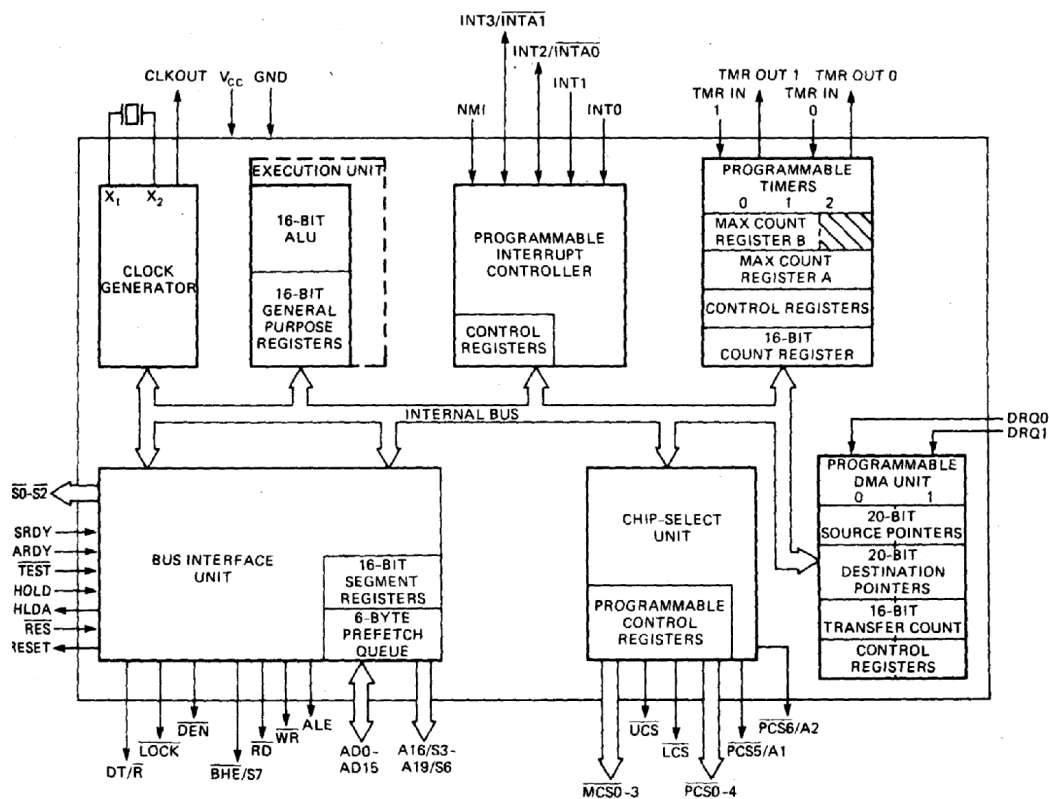 INT3/INTA1
INT2/INTA0
CLKOUT VCC GND
NMI
INT1
INT0
TMR OUT 1 TMR OUT 0
TMR IN 1
TMR IN 0
X1 X2
CLOCK
GENERATOR
EXECUTION UNIT
16-BIT
ALU
16-BIT
GENERAL
PURPOSE
REGISTERS
PROGRAMMABLE
INTERRUPT
CONTROLLER
CONTROL
REGISTERS
PROGRAMMABLE
TIMERS
0 1 2
MAX COUNT
REGISTER B
MAX COUNT
REGISTER A
CONTROL REGISTERS
16-BIT
COUNT REGISTER
INTERNAL BUS
DRQ0
DRQ1
S0-S2
SRDY
ARDY
TEST
HOLD
HLDA
RES
RESET
BUS INTERFACE
UNIT
16-BIT
SEGMENT
REGISTERS
6-BYTE
PREFETCH
QUEUE
CHIP-SELECT
UNIT
PROGRAMMABLE
CONTROL
REGISTERS
PROGRAMMABLE
DMA UNIT
0 1
20-BIT
SOURCE POINTERS
20-BIT
DESTINATION
POINTERS
16-BIT
TRANSFER COUNT
CONTROL
REGISTERS
DT/R
LOCK
DEN
BHE/S7
RD
WR
ALE
AD0-
AD15
A16/S3-
A19/S6
MCS0-3
UCS
LCS
PCS0-4
PCS5/A1
PCS6/A2